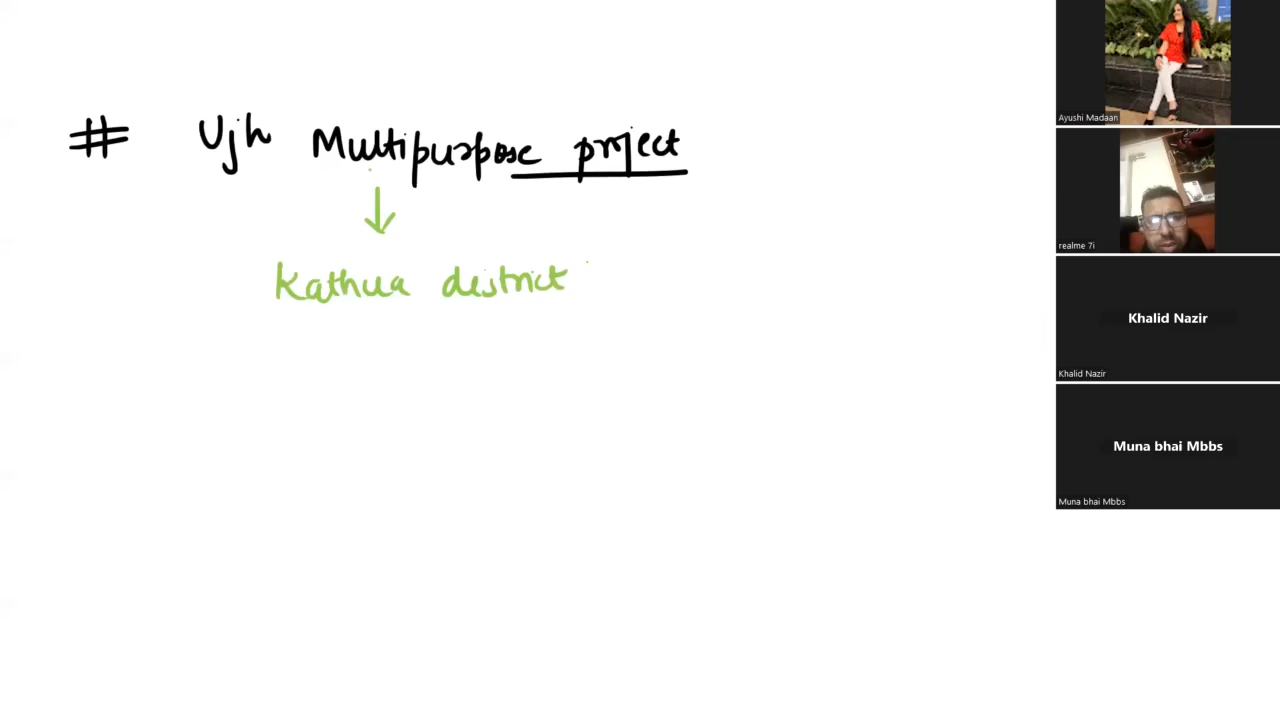 # Ujh Multipurpose project
↓
Kathua district
Ayushi Madaan
realme 7i
Khalid Nazir
Khalid Nazir
Muna bhai Mbbs
Muna bhai Mbbs